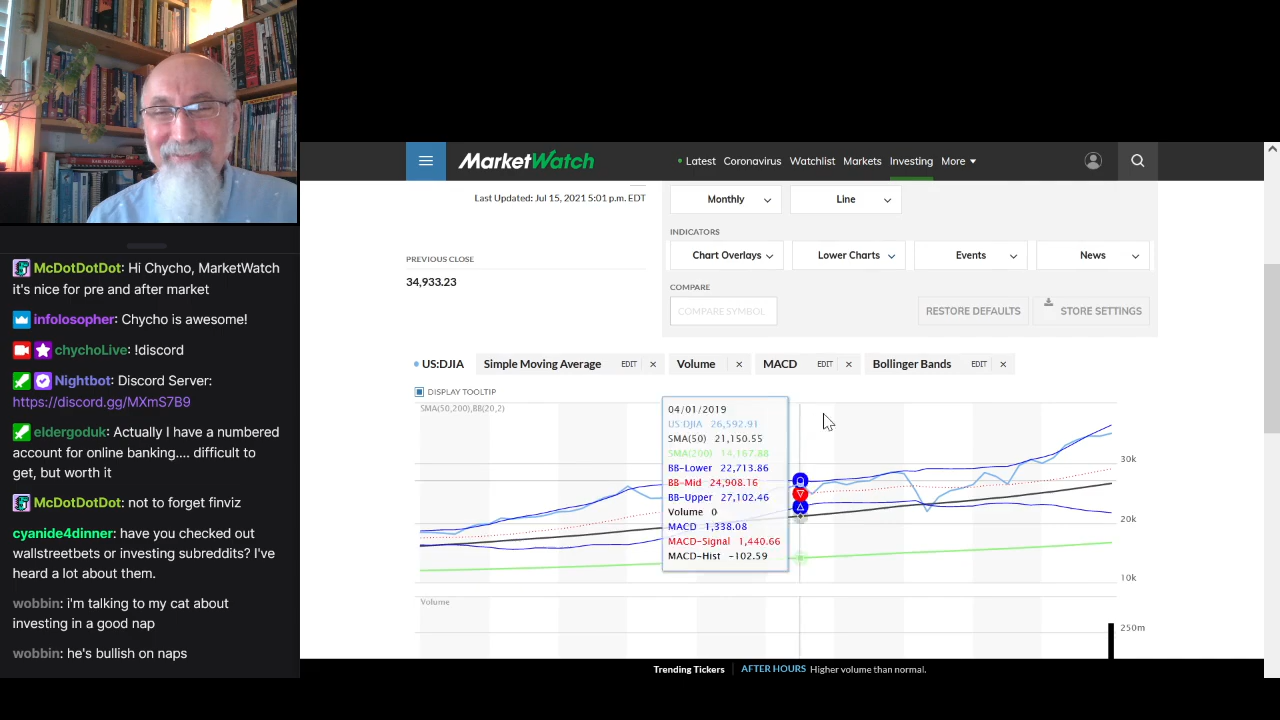 McDotDotDot: Hi Chycho, MarketWatch
it's nice for pre and after market
infolosopher: Chycho is awesome!
chychoLive: !discord
Nightbot: Discord Server:
https://discord.gg/MXmS7B9
eldergoduk: Actually I have a numbered
account for online banking.... difficult to
get, but worth it
McDotDotDot: not to forget finviz
cyanide4dinner: have you checked out
wallstreetbets or investing subreddits? I've
heard a lot about them.
wobbin: i'm talking to my cat about
investing in a good nap
wobbin: he's bullish on naps
MarketWatch
Latest Coronavirus Watchlist Markets Investing More
Last Updated: Jul 15, 2021 5:01 p.m. EDT
PREVIOUS CLOSE
34,933.23
Monthly Line
INDICATORS
Chart Overlays Lower Charts Events News
COMPARE
COMPARE SYMBOL RESTORE DEFAULTS STORE SETTINGS
US:DJIA Simple Moving Average EDIT × Volume × MACD EDIT × Bollinger Bands EDIT ×
DISPLAY TOOLTIP
SMA(50,200),BB(20,2)
04/01/2019
US:DJIA 26,592.91
SMA(50) 21,150.55
SMA(200) 14,167.88
BB-Lower 22,713.86
BB-Mid 24,908.16
BB-Upper 27,102.46
Volume 0
MACD 1,338.08
MACD-Signal 1,440.66
MACD-Hist -102.59
30k
20k
10k
Volume
250m
Trending Tickers AFTER HOURS Higher volume than normal.